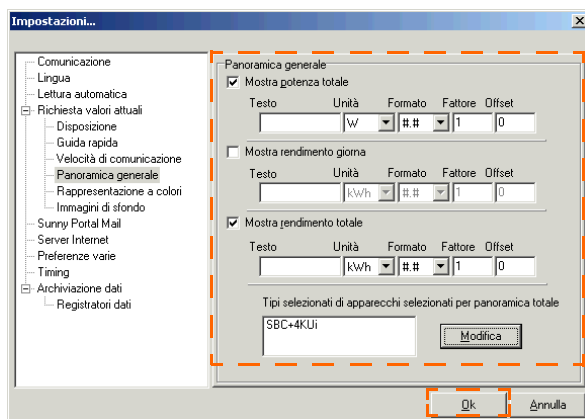 Impostazioni...
Comunicazione
Lingua
Lettura automatica
Richiesta valori attuali
Disposizione
Guida rapida
Velocità di comunicazione
Panoramica generale
Rappresentazione a colori
Immagini di sfondo
Sunny Portal Mail
Server Internet
Preferenze varie
Timing
Archiviazione dati
Registratori dati
Panoramica generale
Mostra potenza totale
Testo Unità Formato Fattore Offset
W #.# 1 0
Mostra rendimento giorna
Testo Unità Formato Fattore Offset
kWh #.# 1 0
Mostra rendimento totale
Testo Unità Formato Fattore Offset
kWh #.# 1 0
Tipi selezionati di apparecchi selezionati per panoramica totale
SBC+4KUi
Modifica
Ok Annulla